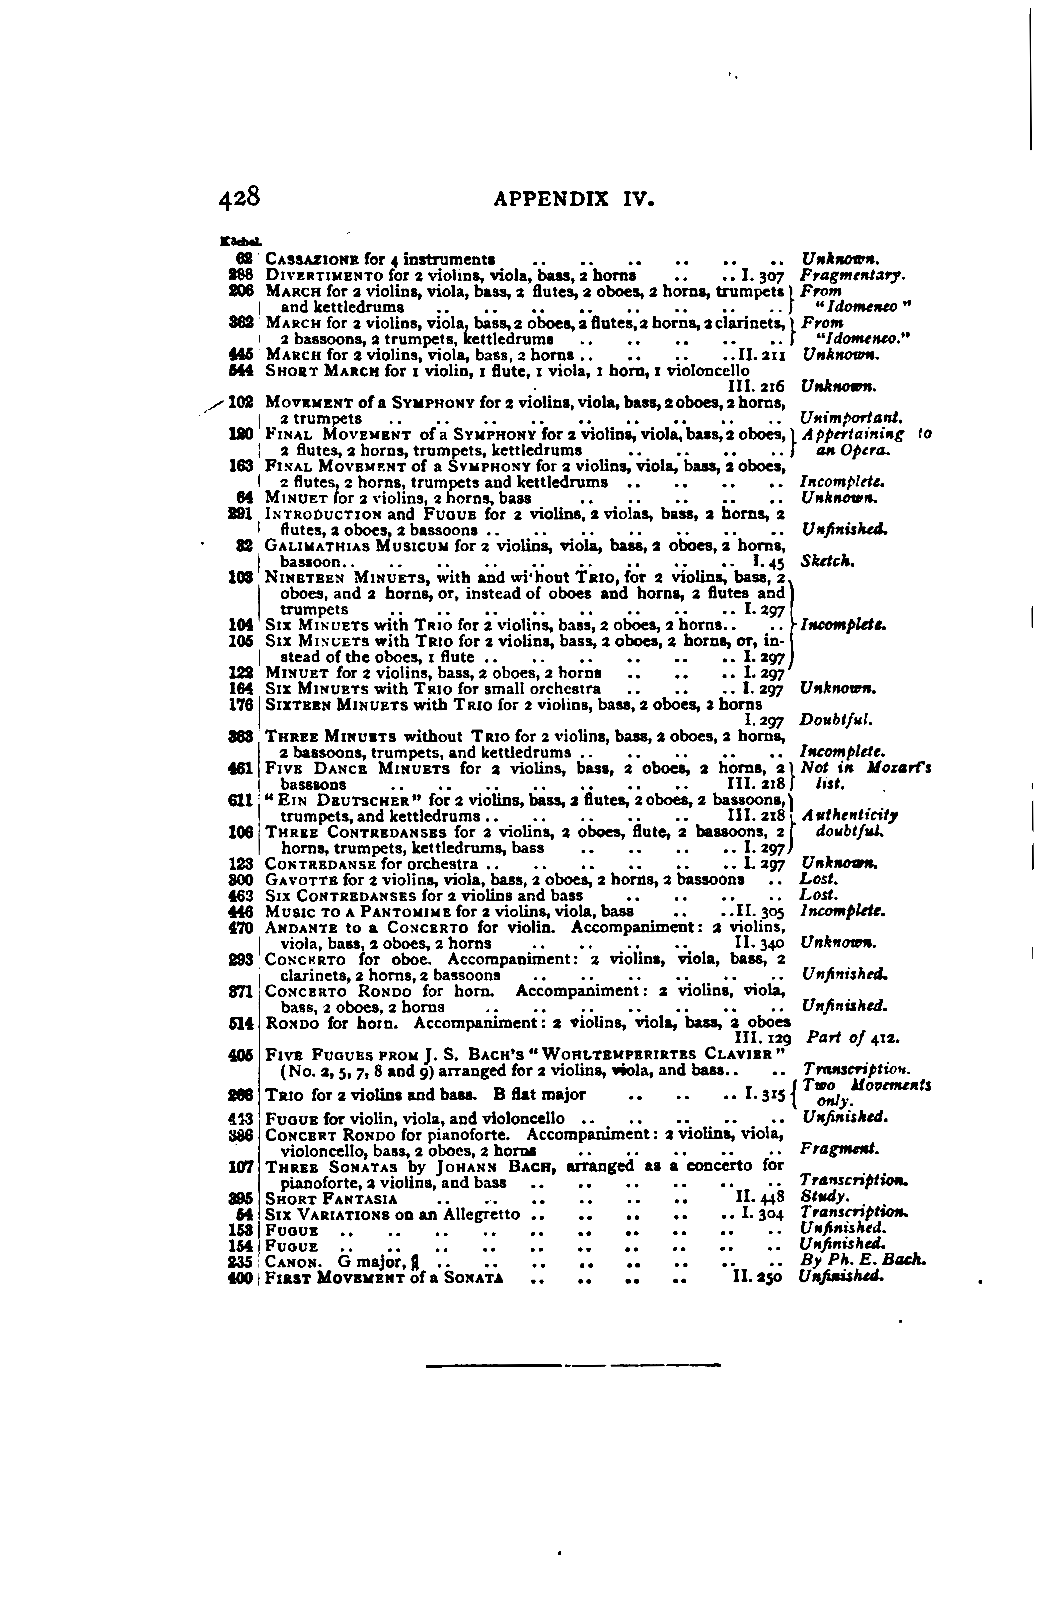 428 APPENDIX IV.
Köchel.
62 CASSAZIONE for 4 instruments .. .. .. .. .. .. Unknown.
288 DIVERTIMENTO for 2 violins, viola, bass, 2 horns .. .. I. 307 Fragmentary.
206 MARCH for 2 violins, viola, bass, 2 flutes, 2 oboes, 2 horns, trumpets } From
and kettledrums .. .. .. .. .. .. .. .. } "Idomeneo"
362 MARCH for 2 violins, viola, bass, 2 oboes, 2 flutes, 2 horns, 2 clarinets, } From
2 bassoons, 2 trumpets, kettledrums .. .. .. .. .. } "Idomeneo."
445 MARCH for 2 violins, viola, bass, 2 horns .. .. .. .. II. 211 Unknown.
544 SHORT MARCH for 1 violin, 1 flute, 1 viola, 1 horn, 1 violoncello
III. 216 Unknown.
102 MOVEMENT of a SYMPHONY for 2 violins, viola, bass, 2 oboes, 2 horns,
2 trumpets .. .. .. .. .. .. .. .. .. Unimportant.
120 FINAL MOVEMENT of a SYMPHONY for 2 violins, viola, bass, 2 oboes, } Appertaining to
2 flutes, 2 horns, trumpets, kettledrums .. .. .. .. } an Opera.
163 FINAL MOVEMENT of a SYMPHONY for 2 violins, viola, bass, 2 oboes,
2 flutes, 2 horns, trumpets and kettledrums .. .. .. .. Incomplete.
64 MINUET for 2 violins, 2 horns, bass .. .. .. .. .. Unknown.
291 INTRODUCTION and FUGUE for 2 violins, 2 violas, bass, 2 horns, 2
flutes, 2 oboes, 2 bassoons .. .. .. .. .. .. .. Unfinished.
32 GALIMATHIAS MUSICUM for 2 violins, viola, bass, 2 oboes, 2 horns,
bassoon .. .. .. .. .. .. .. .. .. I. 45 Sketch.
103 NINETEEN MINUETS, with and without TRIO, for 2 violins, bass, 2
oboes, and 2 horns, or, instead of oboes and horns, 2 flutes and
trumpets .. .. .. .. .. .. .. .. I. 297
104 SIX MINUETS with TRIO for 2 violins, bass, 2 oboes, 2 horns .. .. } Incomplete.
105 SIX MINUETS with TRIO for 2 violins, bass, 2 oboes, 2 horns, or, in-
stead of the oboes, 1 flute .. .. .. .. .. .. I. 297
122 MINUET for 2 violins, bass, 2 oboes, 2 horns .. .. .. I. 297
164 SIX MINUETS with TRIO for small orchestra .. .. .. I. 297 Unknown.
176 SIXTEEN MINUETS with TRIO for 2 violins, bass, 2 oboes, 2 horns
I. 297 Doubtful.
363 THREE MINUETS without TRIO for 2 violins, bass, 2 oboes, 2 horns,
2 bassoons, trumpets, and kettledrums .. .. .. .. .. Incomplete.
461 FIVE DANCE MINUETS for 2 violins, bass, 2 oboes, 2 horns, 2 } Not in Mozart's
basssons .. .. .. .. .. .. .. III. 218 } list.
611 "EIN DEUTSCHER" for 2 violins, bass, 2 flutes, 2 oboes, 2 bassoons,
trumpets, and kettledrums .. .. .. .. .. III. 218 } Authenticity
106 THREE CONTREDANSES for 2 violins, 2 oboes, flute, 2 bassoons, 2 } doubtful.
horns, trumpets, kettledrums, bass .. .. .. .. I. 297
123 CONTREDANSE for orchestra .. .. .. .. .. .. I. 297 Unknown.
300 GAVOTTE for 2 violins, viola, bass, 2 oboes, 2 horns, 2 bassoons .. Lost.
463 SIX CONTREDANSES for 2 violins and bass .. .. .. .. Lost.
446 MUSIC TO A PANTOMIME for 2 violins, viola, bass .. .. II. 305 Incomplete.
470 ANDANTE to a CONCERTO for violin. Accompaniment: 2 violins,
viola, bass, 2 oboes, 2 horns .. .. .. .. II. 340 Unknown.
293 CONCERTO for oboe. Accompaniment: 2 violins, viola, bass, 2
clarinets, 2 horns, 2 bassoons .. .. .. .. .. .. Unfinished.
371 CONCERTO RONDO for horn. Accompaniment: 2 violins, viola,
bass, 2 oboes, 2 horns .. .. .. .. .. .. .. Unfinished.
514 RONDO for horn. Accompaniment: 2 violins, viola, bass, 2 oboes
III. 129 Part of 412.
405 FIVE FUGUES FROM J. S. BACH'S "WOHLTEMPERIRTES CLAVIER"
(No. 2, 5, 7, 8 and 9) arranged for 2 violins, viola, and bass .. .. Transcription.
266 TRIO for 2 violins and bass. B flat major .. .. .. I. 315 { Two Movements
only.
443 FUGUE for violin, viola, and violoncello .. .. .. .. .. Unfinished.
386 CONCERT RONDO for pianoforte. Accompaniment: 2 violins, viola,
violoncello, bass, 2 oboes, 2 horns .. .. .. .. .. Fragment.
107 THREE SONATAS by JOHANN BACH, arranged as a concerto for
pianoforte, 2 violins, and bass .. .. .. .. .. .. Transcription.
395 SHORT FANTASIA .. .. .. .. .. .. II. 448 Study.
54 SIX VARIATIONS on an Allegretto .. .. .. .. .. I. 304 Transcription.
153 FUGUE .. .. .. .. .. .. .. .. .. .. Unfinished.
154 FUGUE .. .. .. .. .. .. .. .. .. .. Unfinished.
235 CANON. G major, .. .. .. .. .. .. .. .. By Ph. E. Bach.
400 FIRST MOVEMENT of a SONATA .. .. .. .. II. 250 Unfinished.